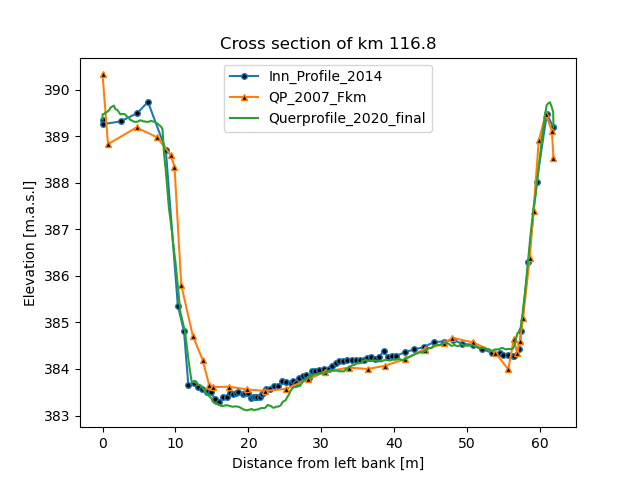 Cross section of km 116.8
Inn_Profile_2014
QP_2007_Fkm
Querprofile_2020_final
Elevation [m.a.s.l]
390
389
388
387
386
385
384
383
0 10 20 30 40 50 60
Distance from left bank [m]